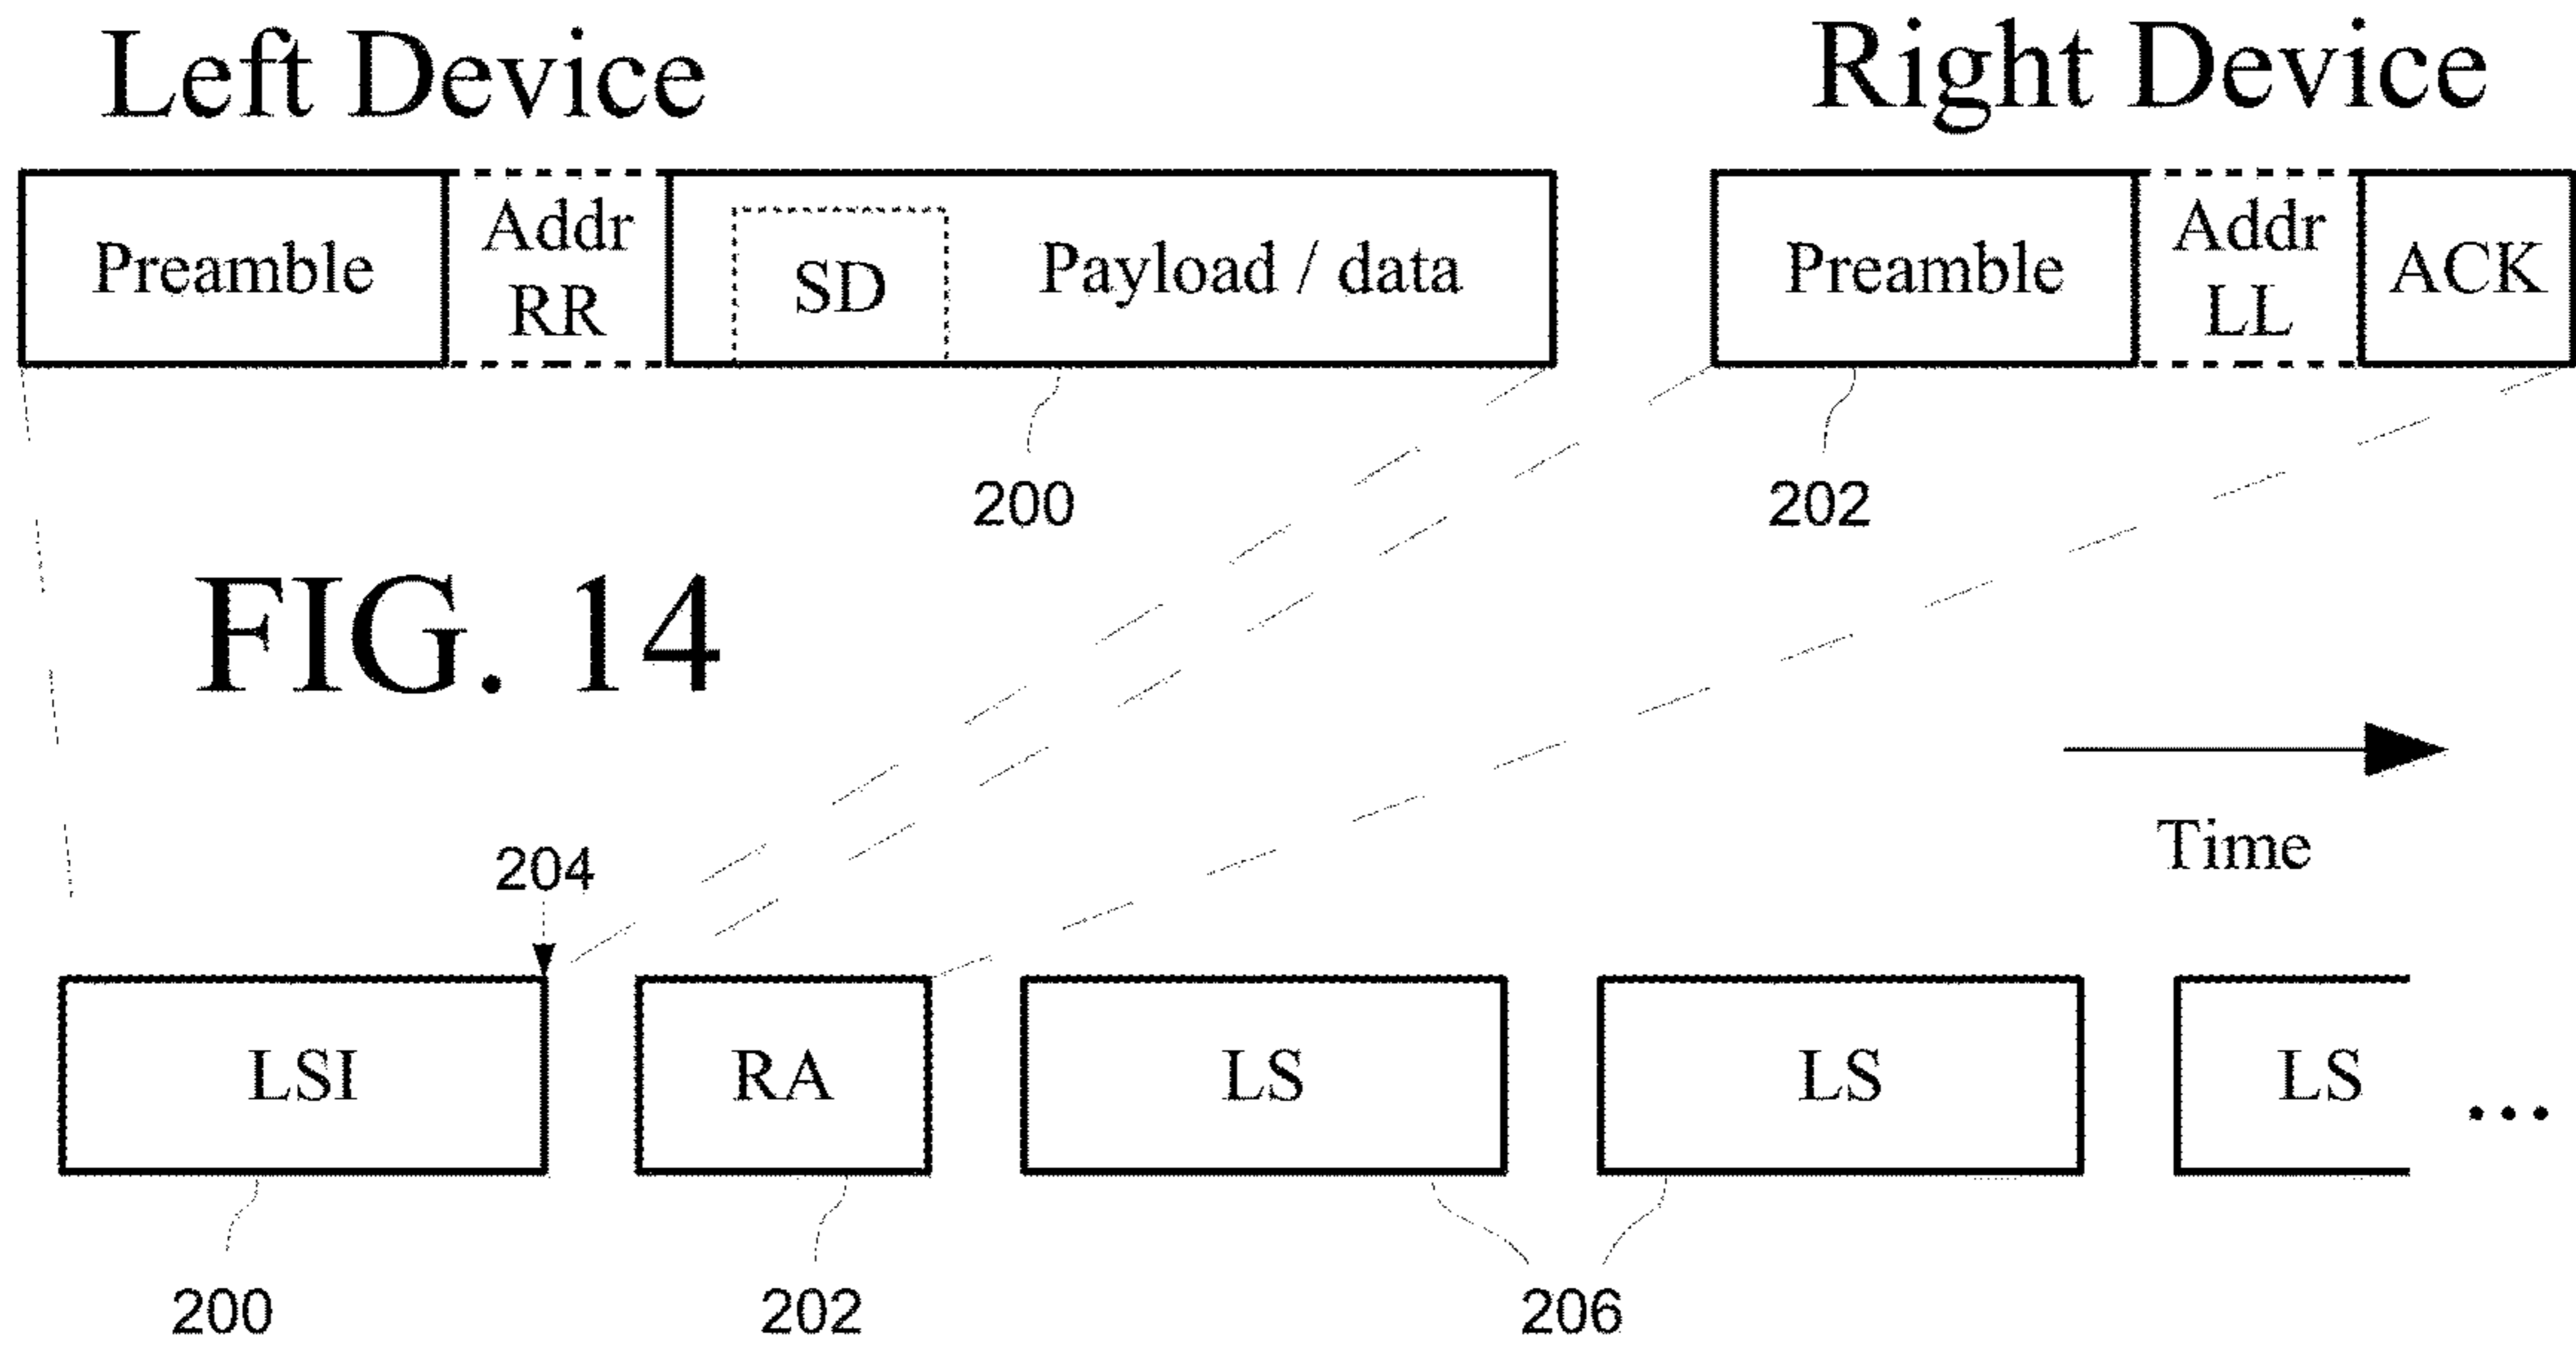 Left Device
Right Device
Preamble
Addr
RR
SD
Payload / data
Preamble
Addr
LL
ACK
200
202
FIG. 14
Time
204
LSI
RA
LS
LS
LS
...
200
202
206